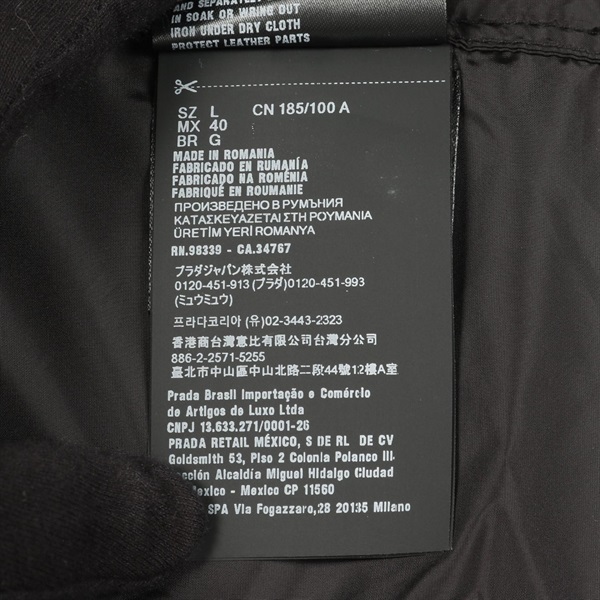 AND SEPARATELY
IN SOAK OR WRING OUT
IRON UNDER DRY CLOTH
PROTECT LEATHER PARTS
SZ L CN 185/100 A
MX 40
BR G
MADE IN ROMANIA
FABRICADO EN RUMANÍA
FABRICADO NA ROMÊNIA
FABRIQUÉ EN ROUMANIE
ПРОИЗВЕДЕНО В РУМЪНИЯ
ΚΑΤΑΣΚΕΥΑΖΕΤΑΙ ΣΤΗ ΡΟΥΜΑΝΙΑ
ÜRETİM YERİ ROMANYA
RN.98339 - CA.34767
プラダジャパン株式会社
0120-451-913 (プラダ)0120-451-993
(ミュウミュウ)
프라다코리아 (유)02-3443-2323
香港商台灣意比有限公司台灣分公司
886-2-2571-5255
臺北市中山區中山北路二段44號12樓A
Prada Brasil Importação e Comércio
de Artigos de Luxo Ltda
CNPJ 13.633.271/0001-26
PRADA RETAIL MÉXICO, S DE RL DE CV
Goldsmith 53, Piso 2 Colonia Polanco III
Alcaldía Miguel Hidalgo Ciudad
Mexico - Mexico CP 11560
SPA Via Fogazzaro,28 20135 Milano